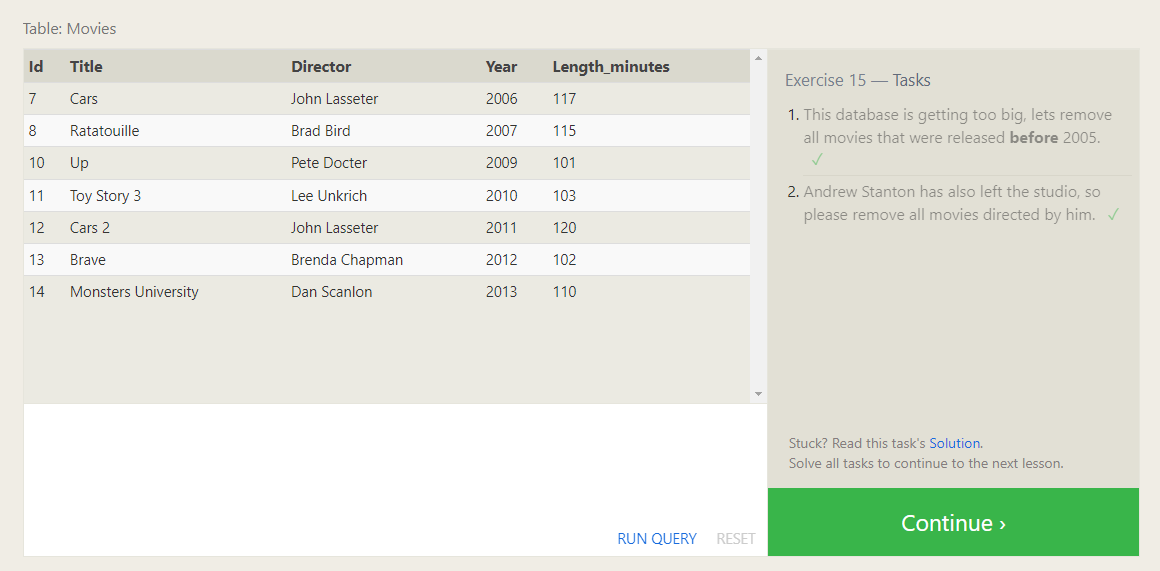 Table: Movies
Id Title Director Year Length_minutes
7 Cars John Lasseter 2006 117
8 Ratatouille Brad Bird 2007 115
10 Up Pete Docter 2009 101
11 Toy Story 3 Lee Unkrich 2010 103
12 Cars 2 John Lasseter 2011 120
13 Brave Brenda Chapman 2012 102
14 Monsters University Dan Scanlon 2013 110
RUN QUERY RESET
Exercise 15 — Tasks
1. This database is getting too big, lets remove
all movies that were released before 2005.
✓
2. Andrew Stanton has also left the studio, so
please remove all movies directed by him. ✓
Stuck? Read this task's Solution.
Solve all tasks to continue to the next lesson.
Continue ›